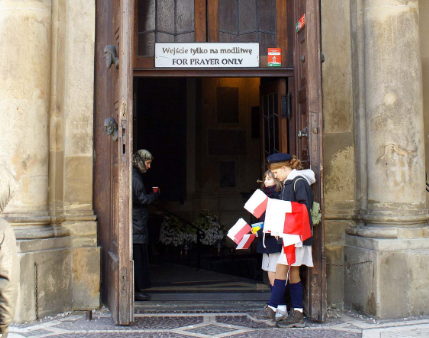 Wejście tylko na modlitwę
FOR PRAYER ONLY